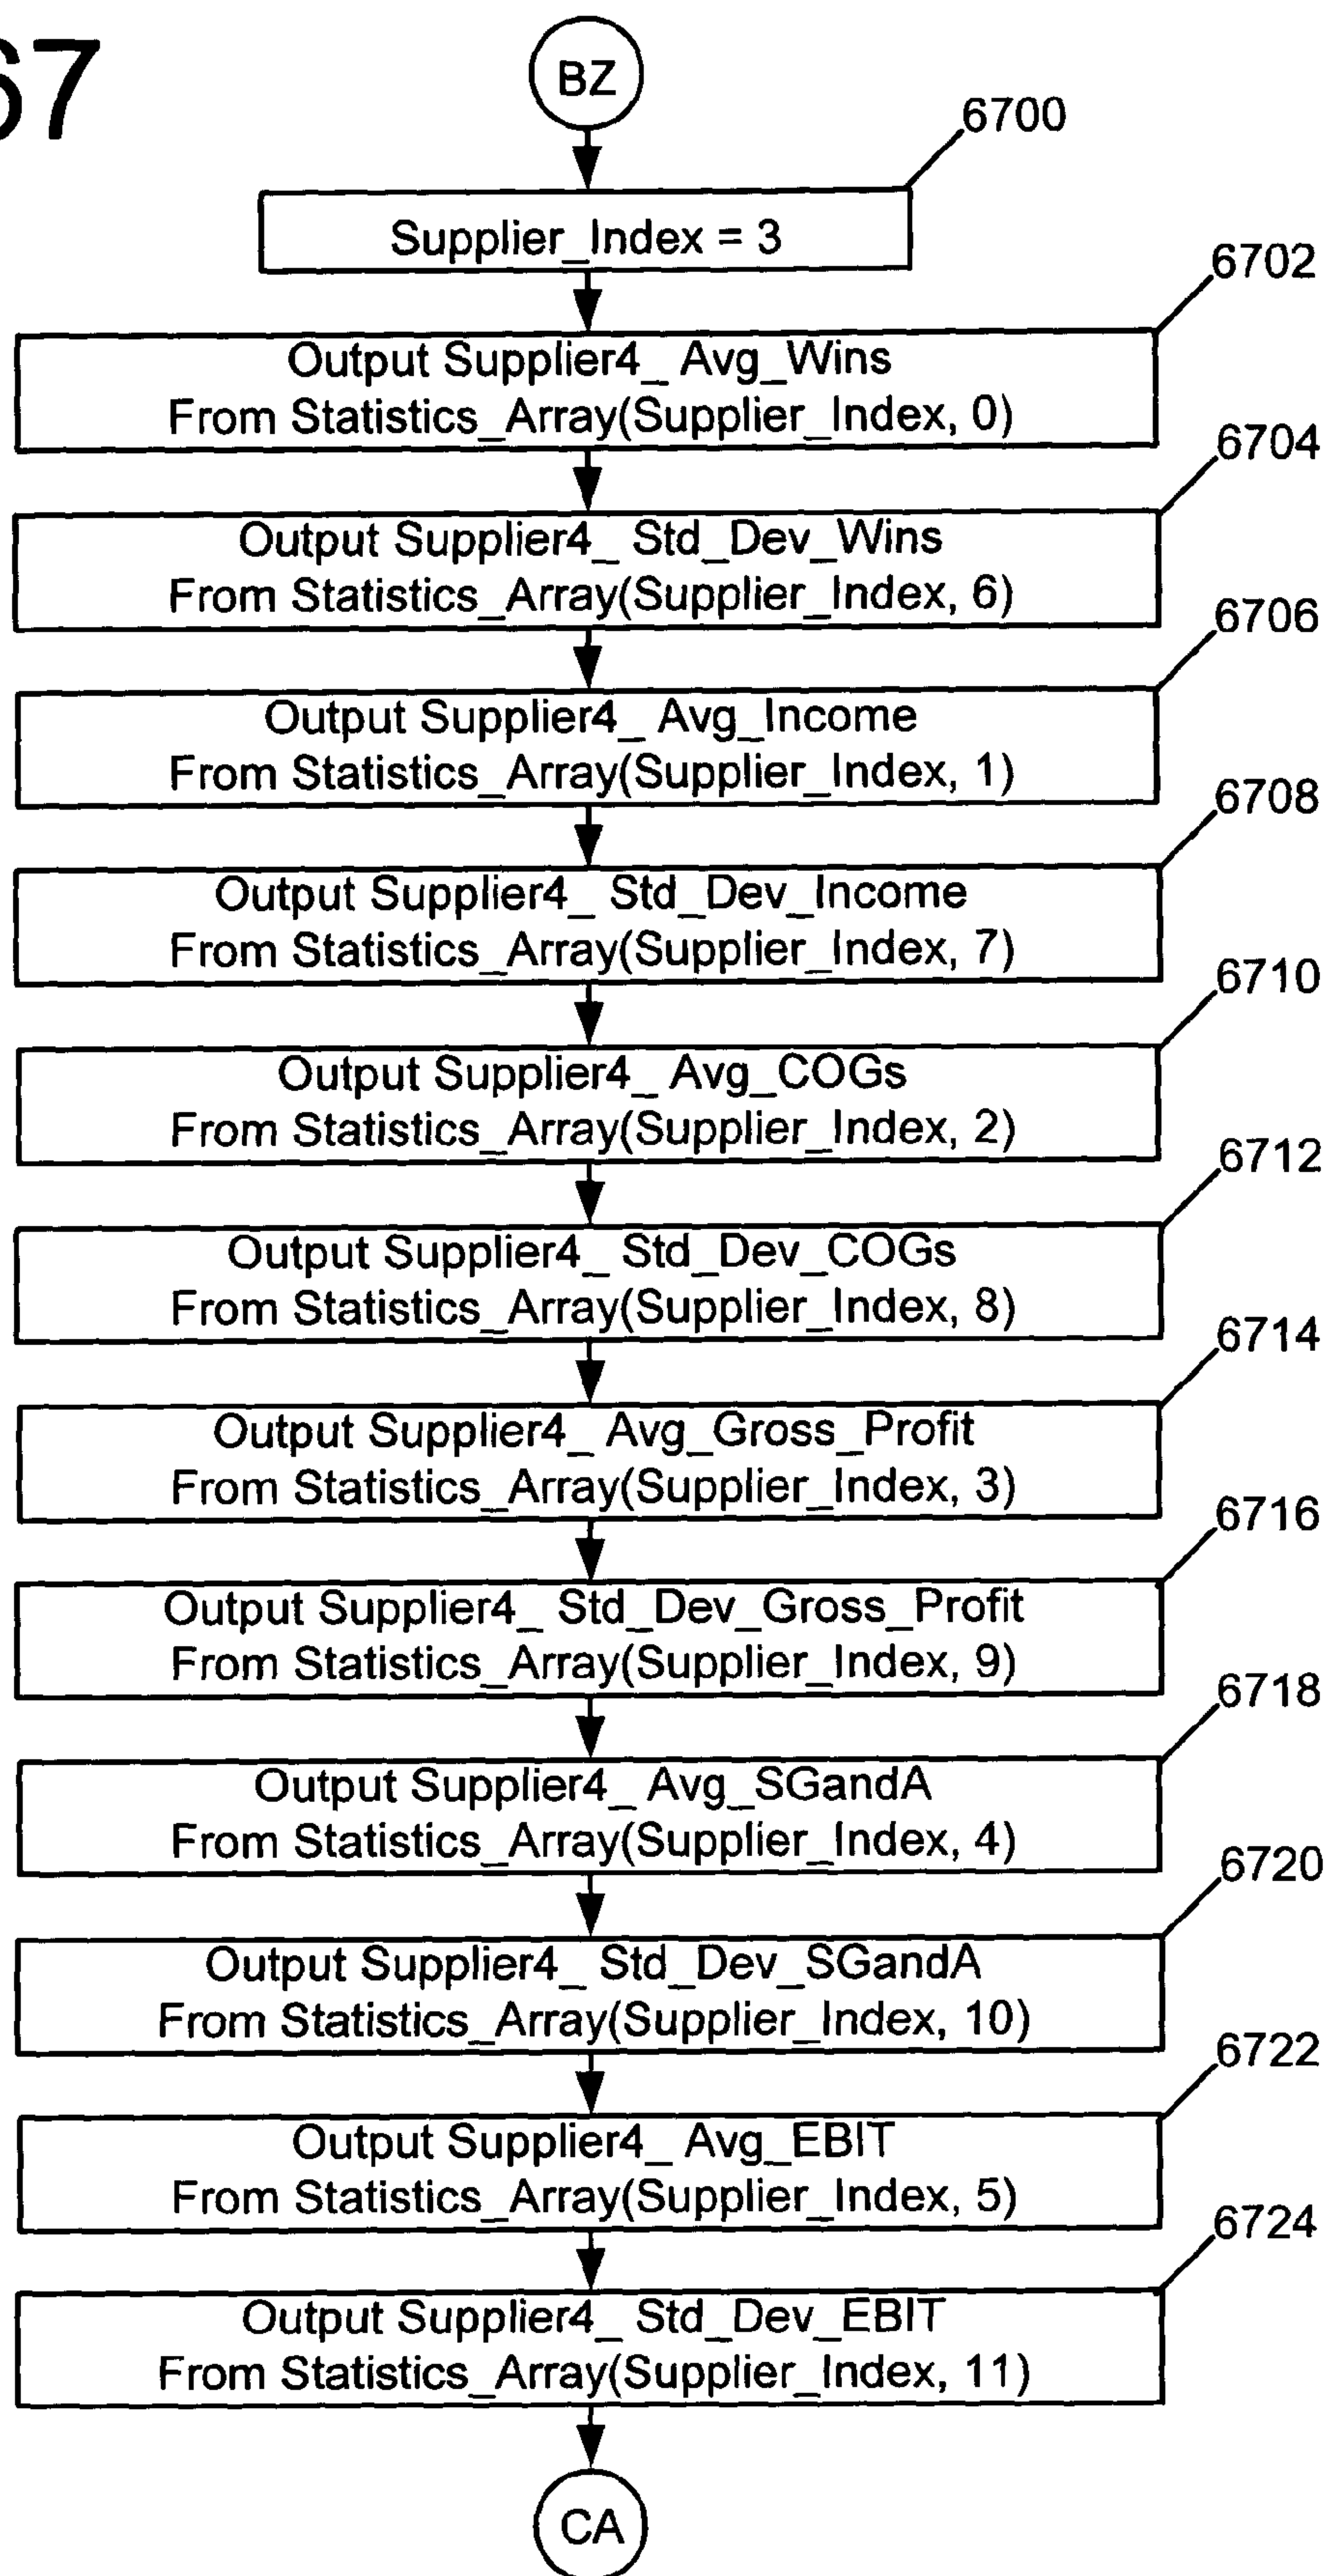 67
BZ
6700
Supplier_Index = 3
6702
Output Supplier4_ Avg_Wins
From Statistics_Array(Supplier_Index, 0)
6704
Output Supplier4_ Std_Dev_Wins
From Statistics_Array(Supplier_Index, 6)
6706
Output Supplier4_ Avg_Income
From Statistics_Array(Supplier_Index, 1)
6708
Output Supplier4_ Std_Dev_Income
From Statistics_Array(Supplier_Index, 7)
6710
Output Supplier4_ Avg_COGs
From Statistics_Array(Supplier_Index, 2)
6712
Output Supplier4_ Std_Dev_COGs
From Statistics_Array(Supplier_Index, 8)
6714
Output Supplier4_ Avg_Gross_Profit
From Statistics_Array(Supplier_Index, 3)
6716
Output Supplier4_ Std_Dev_Gross_Profit
From Statistics_Array(Supplier_Index, 9)
6718
Output Supplier4_ Avg_SGandA
From Statistics_Array(Supplier_Index, 4)
6720
Output Supplier4_ Std_Dev_SGandA
From Statistics_Array(Supplier_Index, 10)
6722
Output Supplier4_ Avg_EBIT
From Statistics_Array(Supplier_Index, 5)
6724
Output Supplier4_ Std_Dev_EBIT
From Statistics_Array(Supplier_Index, 11)
CA